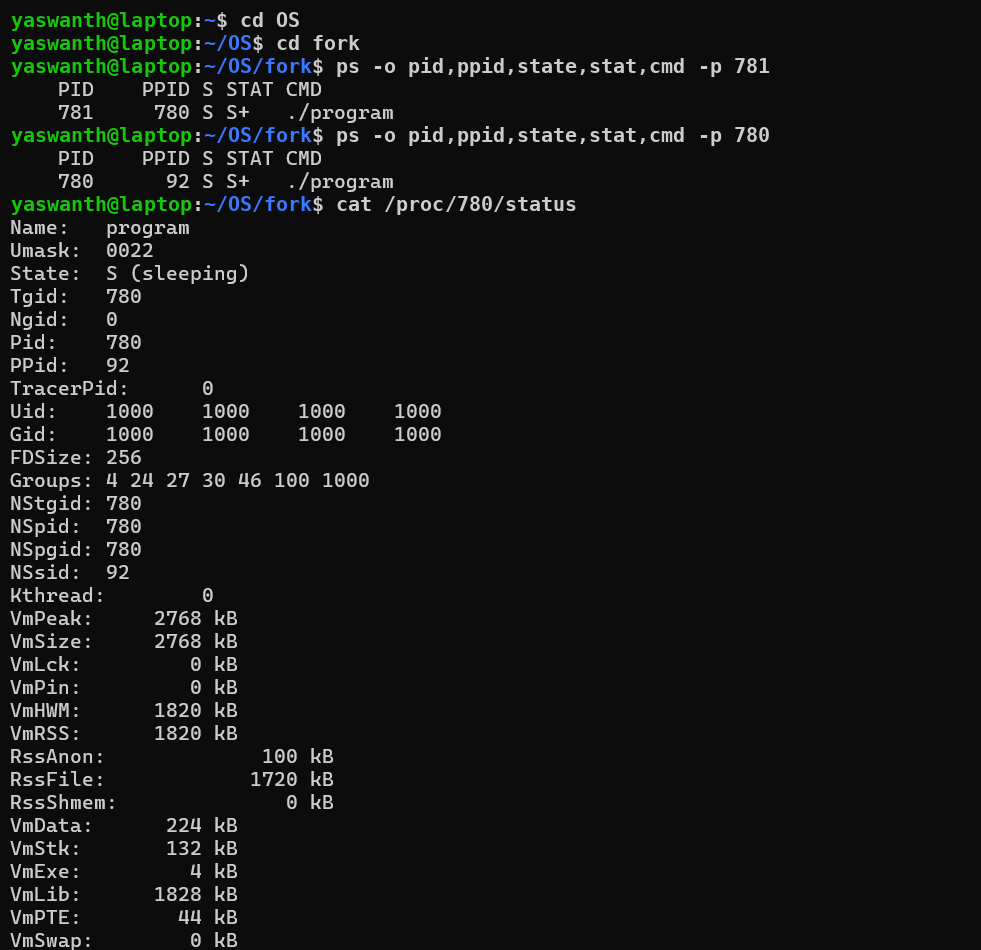 yaswanth@laptop:~$ cd OS
yaswanth@laptop:~/OS$ cd fork
yaswanth@laptop:~/OS/fork$ ps -o pid,ppid,state,stat,cmd -p 781
    PID    PPID S STAT CMD
    781     780 S S+   ./program
yaswanth@laptop:~/OS/fork$ ps -o pid,ppid,state,stat,cmd -p 780
    PID    PPID S STAT CMD
    780      92 S S+   ./program
yaswanth@laptop:~/OS/fork$ cat /proc/780/status
Name:   program
Umask:  0022
State:  S (sleeping)
Tgid:   780
Ngid:   0
Pid:    780
PPid:   92
TracerPid:      0
Uid:    1000    1000    1000    1000
Gid:    1000    1000    1000    1000
FDSize: 256
Groups: 4 24 27 30 46 100 1000
NStgid: 780
NSpid:  780
NSpgid: 780
NSsid:  92
Kthread:        0
VmPeak:     2768 kB
VmSize:     2768 kB
VmLck:         0 kB
VmPin:         0 kB
VmHWM:      1820 kB
VmRSS:      1820 kB
RssAnon:             100 kB
RssFile:            1720 kB
RssShmem:              0 kB
VmData:      224 kB
VmStk:       132 kB
VmExe:         4 kB
VmLib:      1828 kB
VmPTE:        44 kB
VmSwap:        0 kB